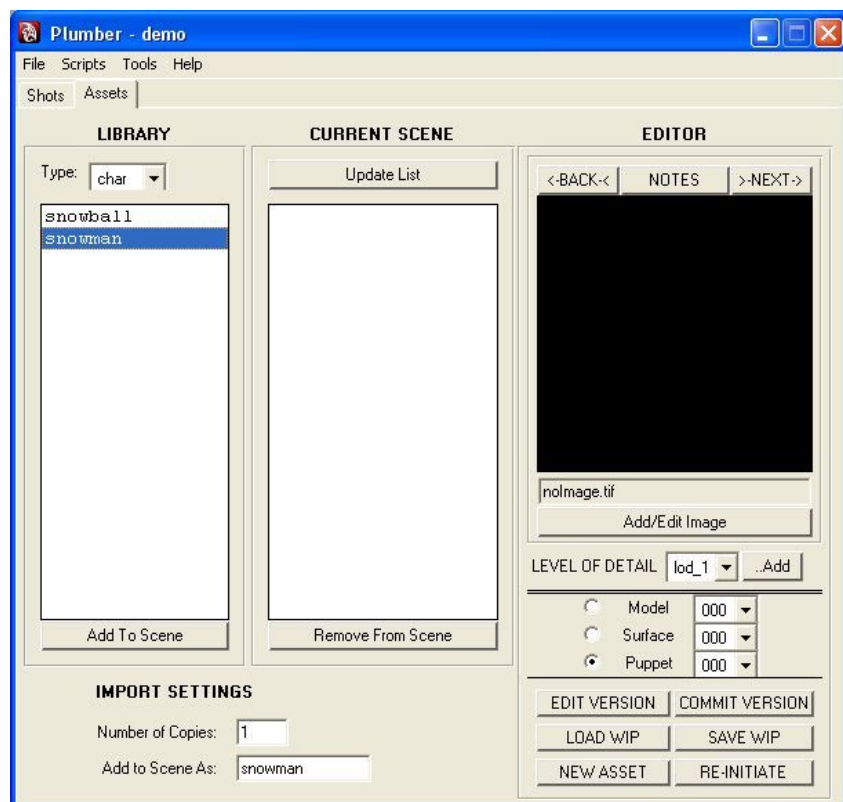 Plumber - demo
File Scripts Tools Help
Shots Assets
LIBRARY
Type: char
snowball
snowman
Add To Scene
CURRENT SCENE
Update List
Remove From Scene
EDITOR
<-BACK-< NOTES >-NEXT->
noImage.tif
Add/Edit Image
LEVEL OF DETAIL lod_1 ..Add
Model 000
Surface 000
Puppet 000
EDIT VERSION COMMIT VERSION
LOAD WIP SAVE WIP
NEW ASSET RE-INITIATE
IMPORT SETTINGS
Number of Copies: 1
Add to Scene As: snowman